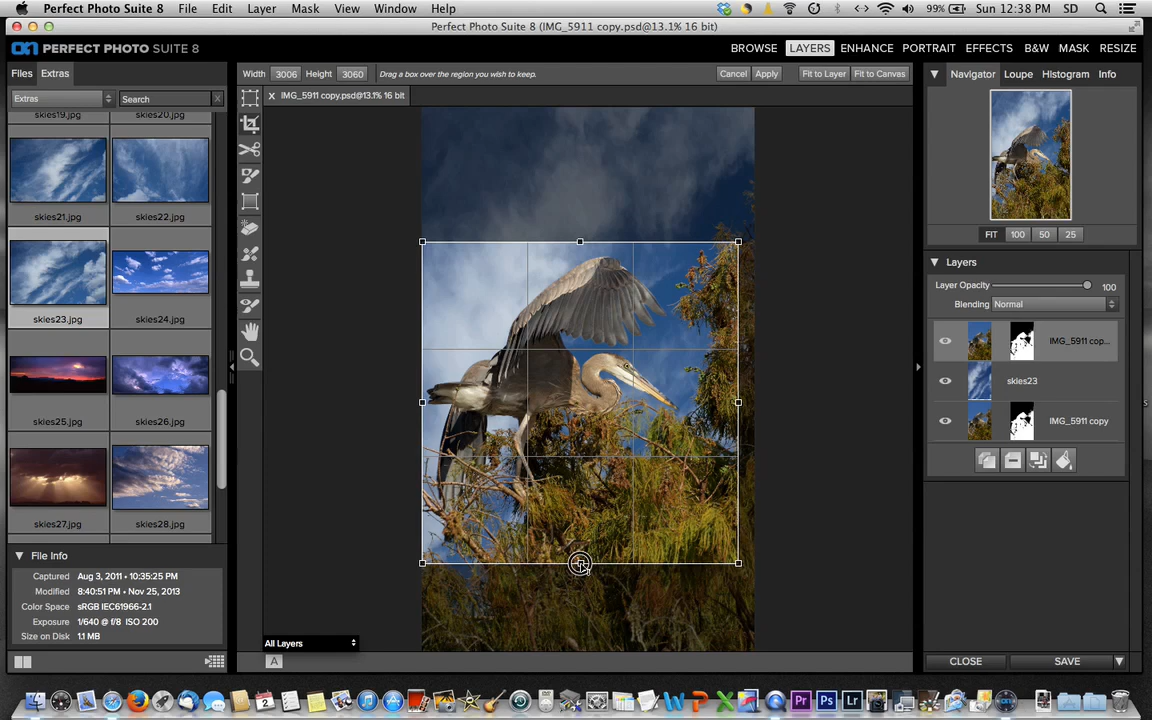 Perfect Photo Suite 8 File Edit Layer Mask View Window Help 99% Sun 12:38 PM SD
Perfect Photo Suite 8 (IMG_5911 copy.psd@13.1% 16 bit)
PERFECT PHOTO SUITE 8 BROWSE LAYERS ENHANCE PORTRAIT EFFECTS B&W MASK RESIZE
Files Extras
Width 3006 Height 3060 Drag a box over the region you wish to keep. Cancel Apply Fit to Layer Fit to Canvas
Navigator Loupe Histogram Info
Extras Search X
X IMG_5911 copy.psd@13.1% 16 bit
skies19.jpg skies20.jpg
skies21.jpg skies22.jpg
skies23.jpg skies24.jpg
skies25.jpg skies26.jpg
skies27.jpg skies28.jpg
FIT 100 50 25
Layers
Layer Opacity 100
Blending Normal
IMG_5911 cop...
skies23
IMG_5911 copy
File Info
Captured Aug 3, 2011 • 10:35:25 PM
Modified 8:40:51 PM • Nov 25, 2013
Color Space sRGB IEC61966-2.1
Exposure 1/640 @ f/8 ISO 200
Size on Disk 1.1 MB
All Layers
A
CLOSE SAVE
2 W P X Pr Ps Lr